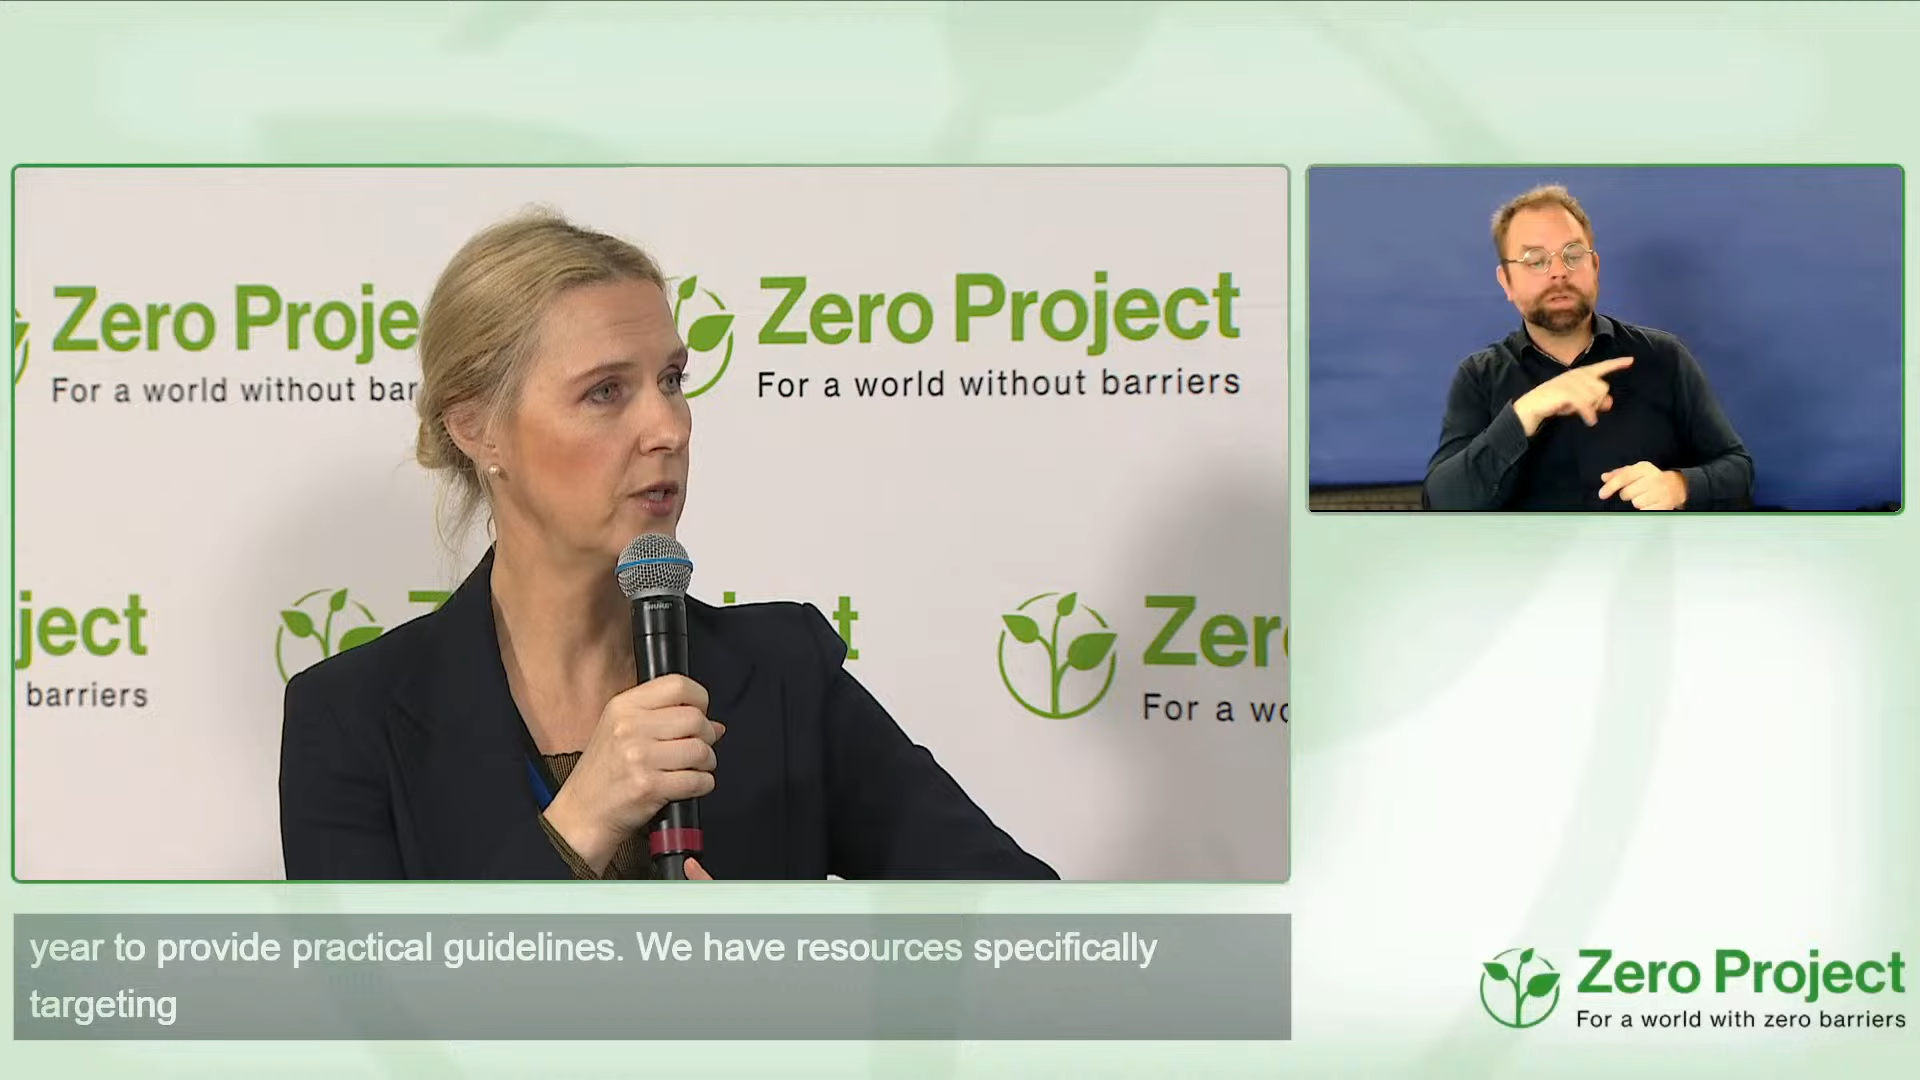 Zero Proje
For a world without bar
Zero Project
For a world without barriers
ject
barriers
Z
t
Zer
For a wo
SHURE
year to provide practical guidelines. We have resources specifically
targeting
Zero Project
For a world with zero barriers